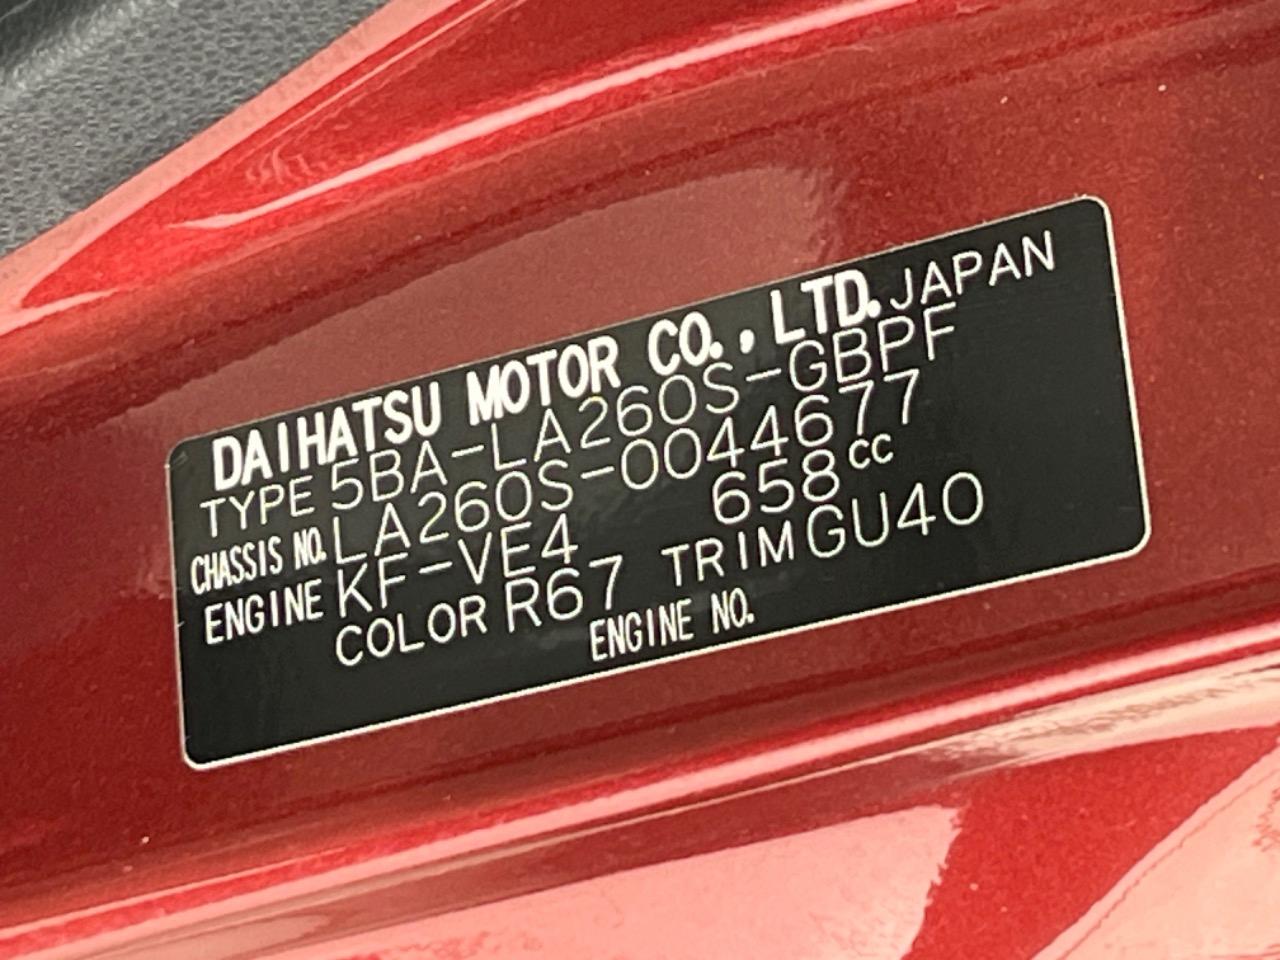 DAIHATSU MOTOR CO., LTD. JAPAN
TYPE 5BA-LA260S-GBPF
CHASSIS NO. LA260S-0044677
ENGINE KF-VE4 658cc
COLOR R67 TRIM GU40
ENGINE NO.